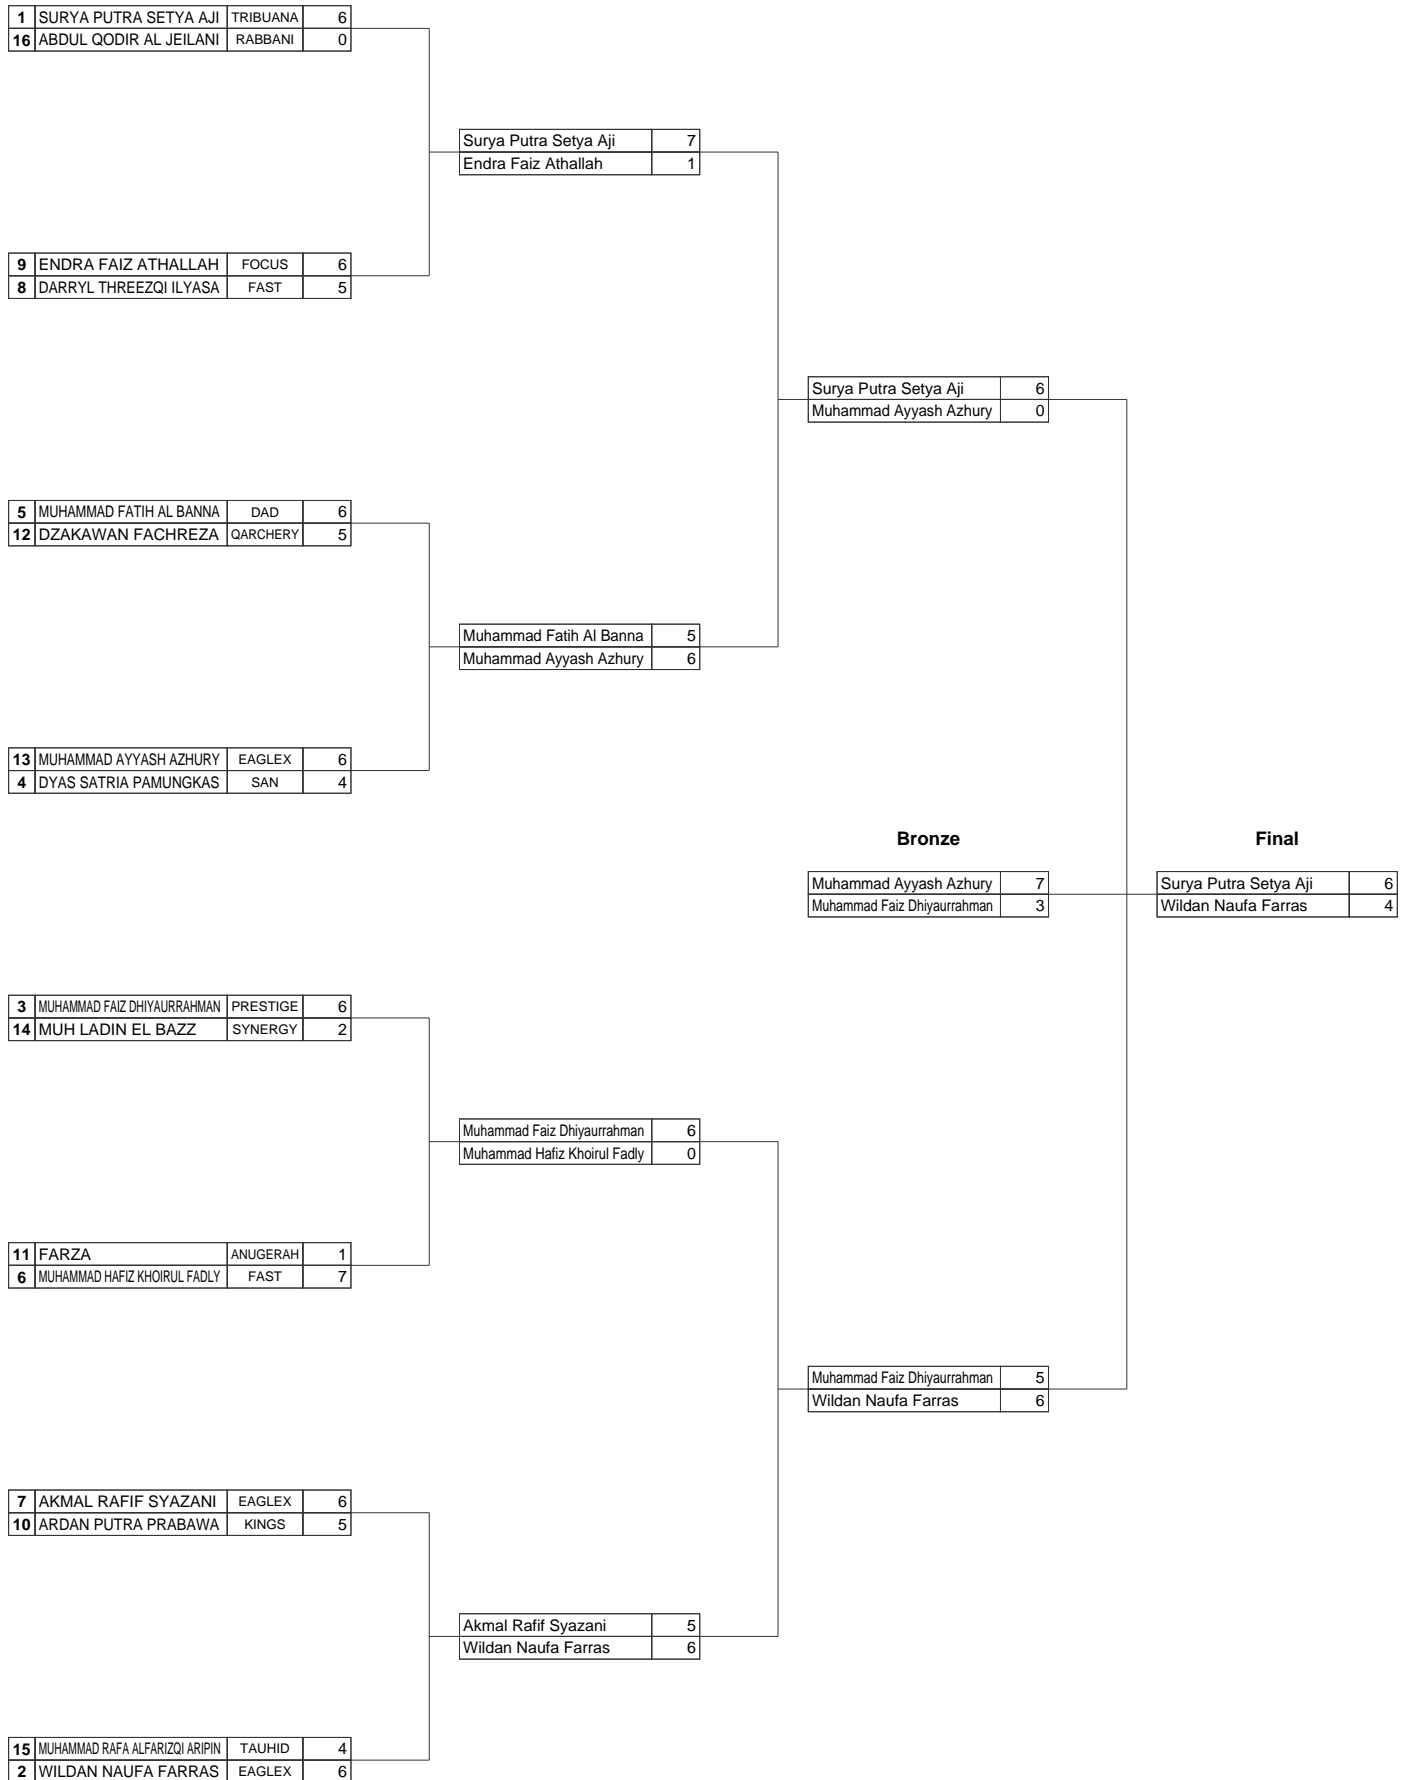 1 SURYA PUTRA SETYA AJI TRIBUANA 6
16 ABDUL QODIR AL JEILANI RABBANI 0
Surya Putra Setya Aji 7
Endra Faiz Athallah 1
9 ENDRA FAIZ ATHALLAH FOCUS 6
8 DARRYL THREEZQI ILYASA FAST 5
Surya Putra Setya Aji 6
Muhammad Ayyash Azhury 0
5 MUHAMMAD FATIH AL BANNA DAD 6
12 DZAKAWAN FACHREZA QARCHERY 5
Muhammad Fatih Al Banna 5
Muhammad Ayyash Azhury 6
13 MUHAMMAD AYYASH AZHURY EAGLEX 6
4 DYAS SATRIA PAMUNGKAS SAN 4
Bronze
Final
Muhammad Ayyash Azhury 7
Muhammad Faiz Dhiyaurrahman 3
Surya Putra Setya Aji 6
Wildan Naufa Farras 4
3 MUHAMMAD FAIZ DHIYAURRAHMAN PRESTIGE 6
14 MUH LADIN EL BAZZ SYNERGY 2
Muhammad Faiz Dhiyaurrahman 6
Muhammad Hafiz Khoirul Fadly 0
11 FARZA ANUGERAH 1
6 MUHAMMAD HAFIZ KHOIRUL FADLY FAST 7
Muhammad Faiz Dhiyaurrahman 5
Wildan Naufa Farras 6
7 AKMAL RAFIF SYAZANI EAGLEX 6
10 ARDAN PUTRA PRABAWA KINGS 5
Akmal Rafif Syazani 5
Wildan Naufa Farras 6
15 MUHAMMAD RAFA ALFARIZQI ARIPIN TAUHID 4
2 WILDAN NAUFA FARRAS EAGLEX 6